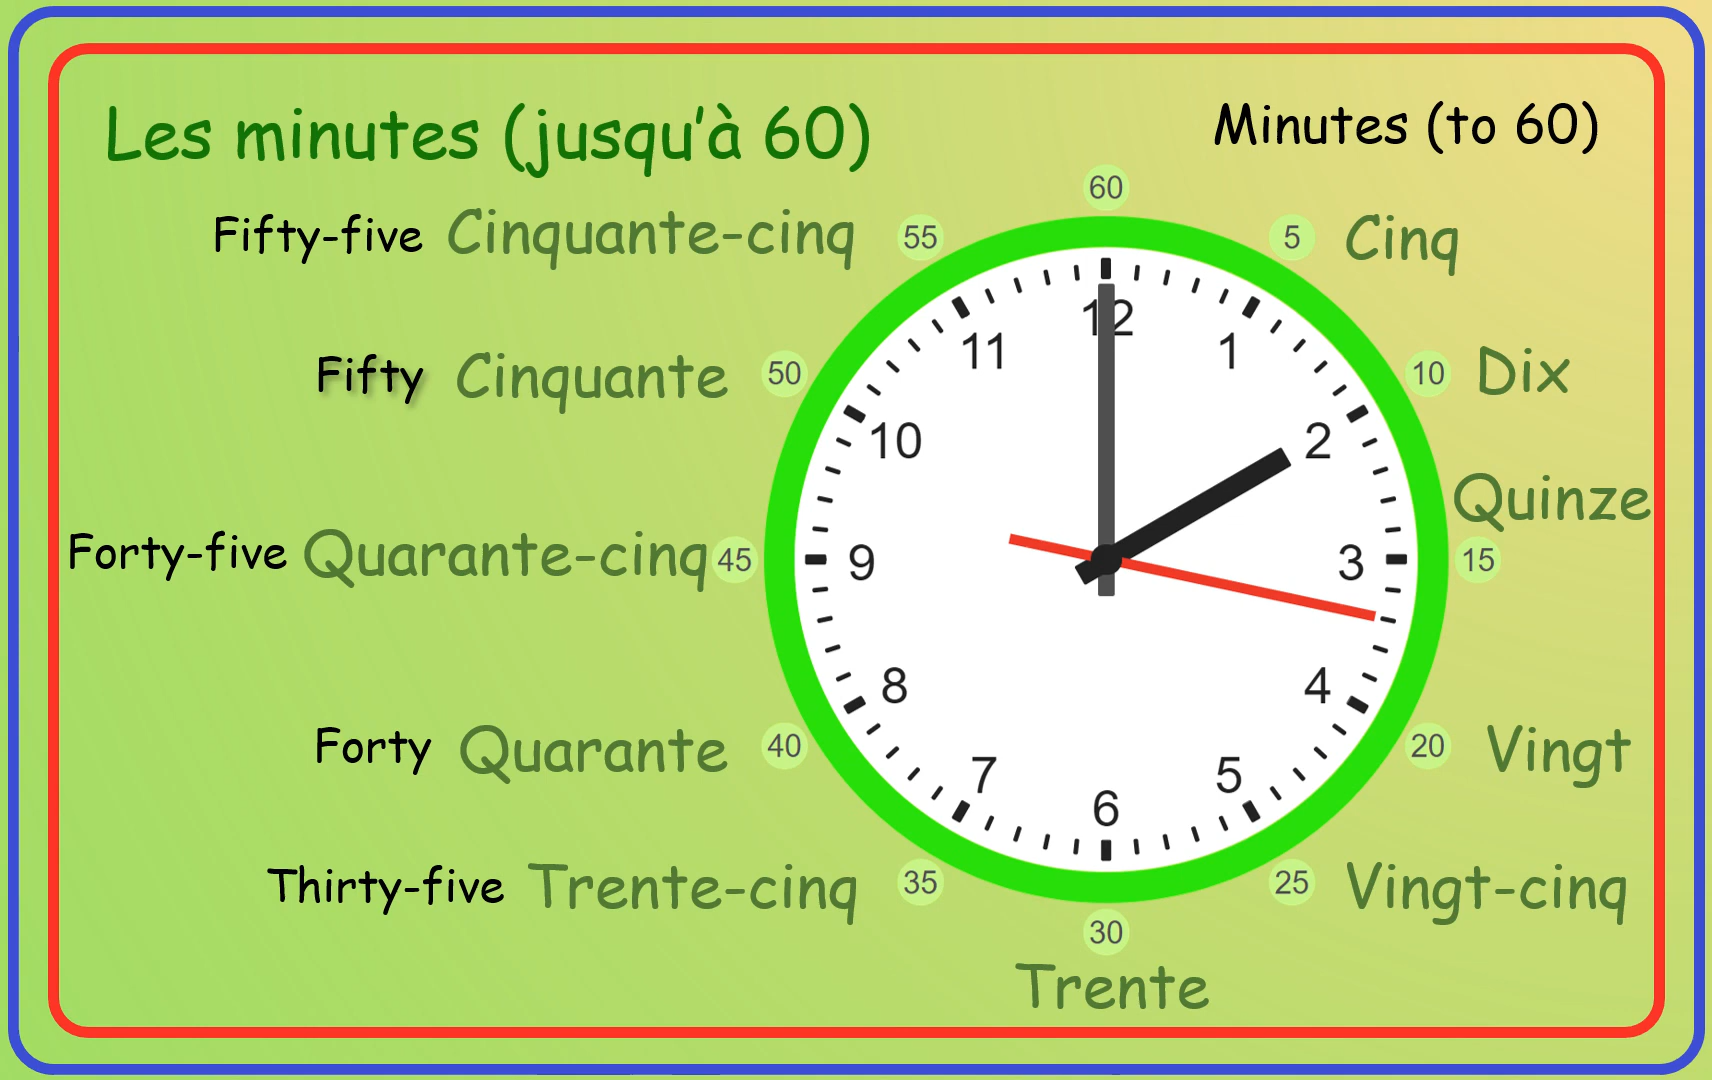 Les minutes (jusqu'à 60)
Minutes (to 60)
60
Fifty-five Cinquante-cinq 55
5 Cinq
12
11
1
Fifty Cinquante 50
10 Dix
10
2
Quinze
Forty-five Quarante-cinq 45
9
3
15
8
4
Forty Quarante 40
20 Vingt
7
5
6
Thirty-five Trente-cinq 35
25 Vingt-cinq
30
Trente